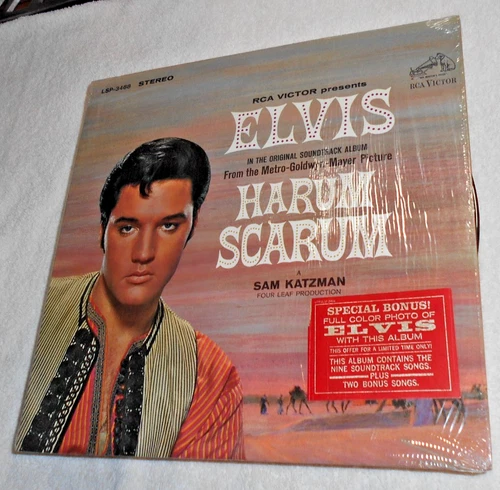 LSP-3468 STEREO
RCA VICTOR
RCA VICTOR presents
ELVIS
IN THE ORIGINAL SOUNDTRACK ALBUM
From the Metro-Goldwyn-Mayer Picture
HARUM
SCARUM
A
SAM KATZMAN
FOUR LEAF PRODUCTION
SPECIAL BONUS!
FULL COLOR PHOTO OF
ELVIS
WITH THIS ALBUM
THIS OFFER FOR A LIMITED TIME ONLY!
THIS ALBUM CONTAINS THE
NINE SOUNDTRACK SONGS.
PLUS
TWO BONUS SONGS.